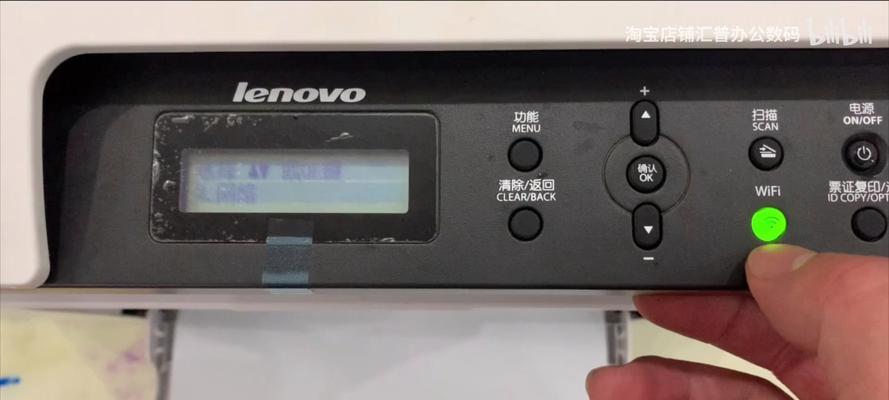 淘宝店铺汇普办公数码 bilibili
lenovo
功能
MENU
清除/返回
CLEAR/BACK
+
确认
OK
−
扫描
SCAN
WiFi
电源
ON/OFF
票证复印/
ID COPY/OPT